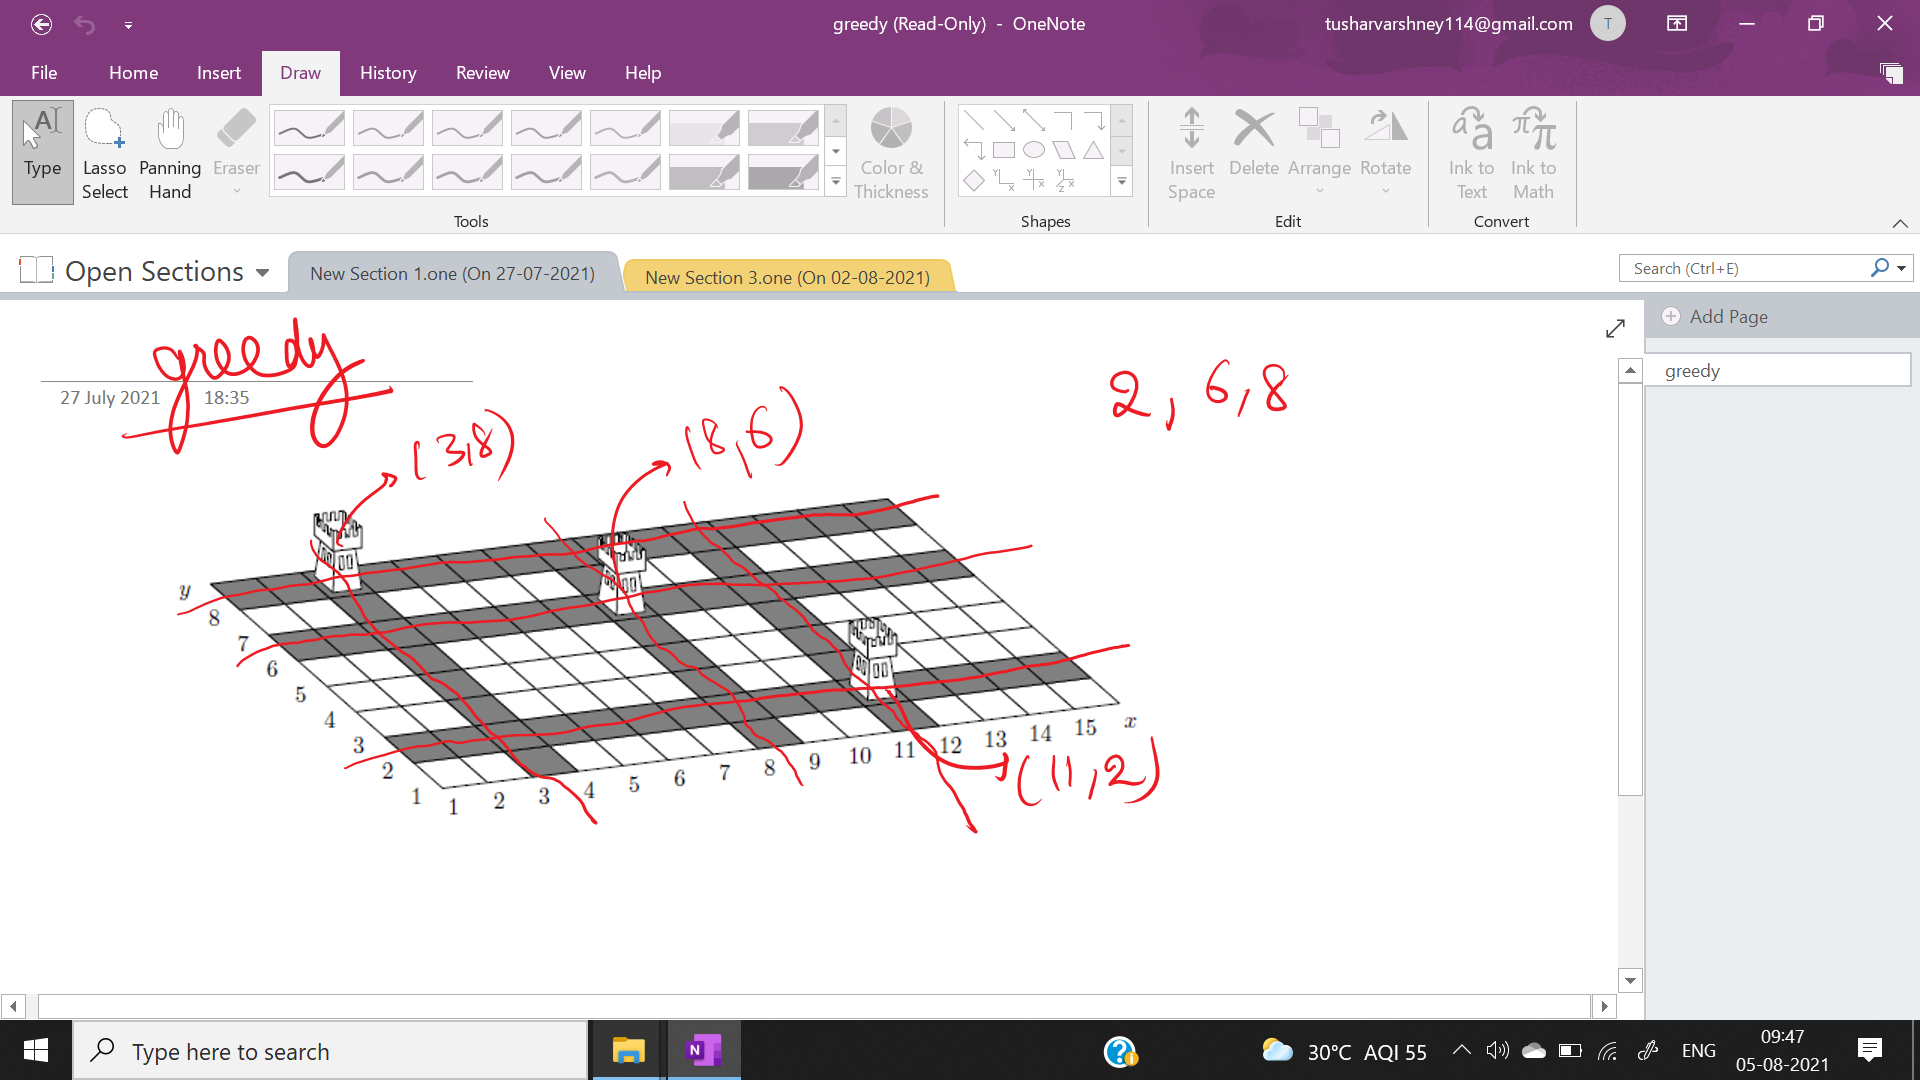 greedy (Read-Only) - OneNote
tusharvarshney114@gmail.com T
File Home Insert Draw History Review View Help
Type
Lasso Select
Panning Hand
Eraser
Color & Thickness
Insert Space
Delete
Arrange
Rotate
Ink to Text
Ink to Math
Tools Shapes Edit Convert
Open Sections
New Section 1.one (On 27-07-2021)
New Section 3.one (On 02-08-2021)
Search (Ctrl+E)
Add Page
greedy
greedy
27 July 2021 18:35
2, 6, 8
(3,8)
(8,6)
y
8
7
6
5
4
3
2
1
1 2 3 4 5 6 7 8 9 10 11 12 13 14 15 x
(11,2)
Type here to search
N
30°C AQI 55
ENG
09:47
05-08-2021